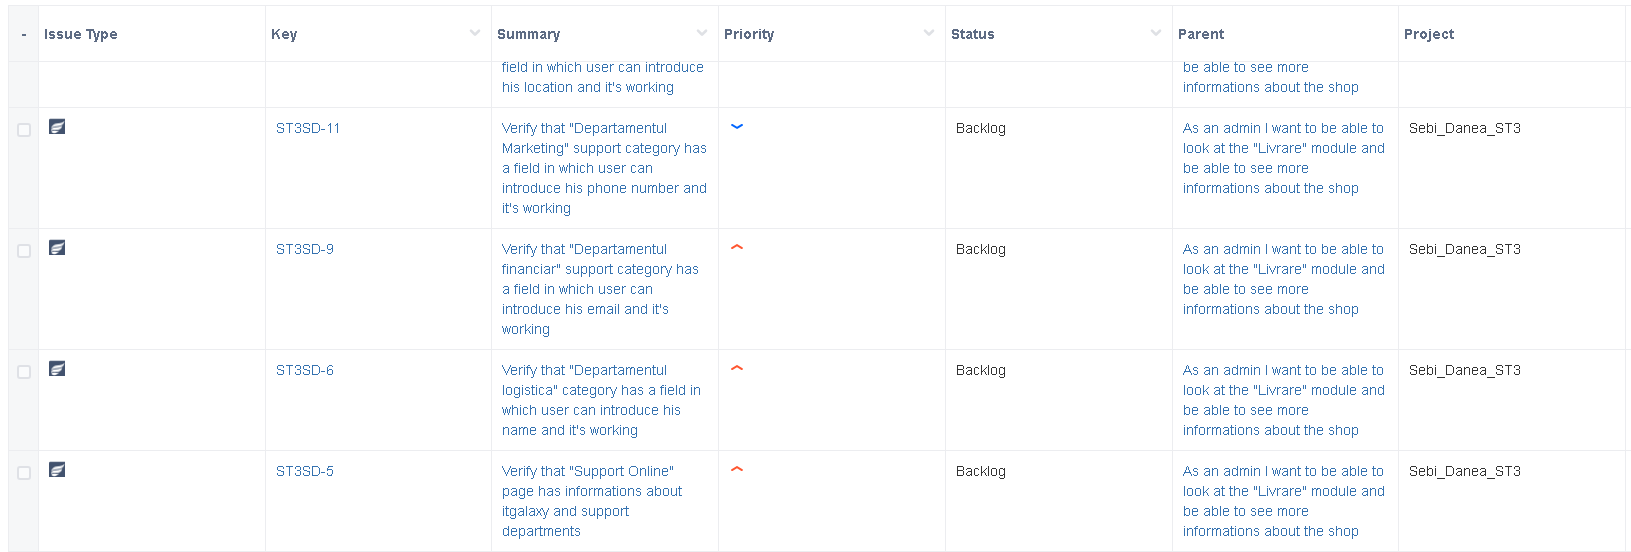 - Issue Type Key Summary Priority Status Parent Project
field in which user can introduce
his location and it's working
be able to see more
informations about the shop
ST3SD-11
Verify that "Departamentul
Marketing" support category has
a field in which user can
introduce his phone number and
it's working
Backlog
As an admin I want to be able to
look at the "Livrare" module and
be able to see more
informations about the shop
Sebi_Danea_ST3
ST3SD-9
Verify that "Departamentul
financiar" support category has
a field in which user can
introduce his email and it's
working
Backlog
As an admin I want to be able to
look at the "Livrare" module and
be able to see more
informations about the shop
Sebi_Danea_ST3
ST3SD-6
Verify that "Departamentul
logistica" category has a field in
which user can introduce his
name and it's working
Backlog
As an admin I want to be able to
look at the "Livrare" module and
be able to see more
informations about the shop
Sebi_Danea_ST3
ST3SD-5
Verify that "Support Online"
page has informations about
itgalaxy and support
departments
Backlog
As an admin I want to be able to
look at the "Livrare" module and
be able to see more
informations about the shop
Sebi_Danea_ST3